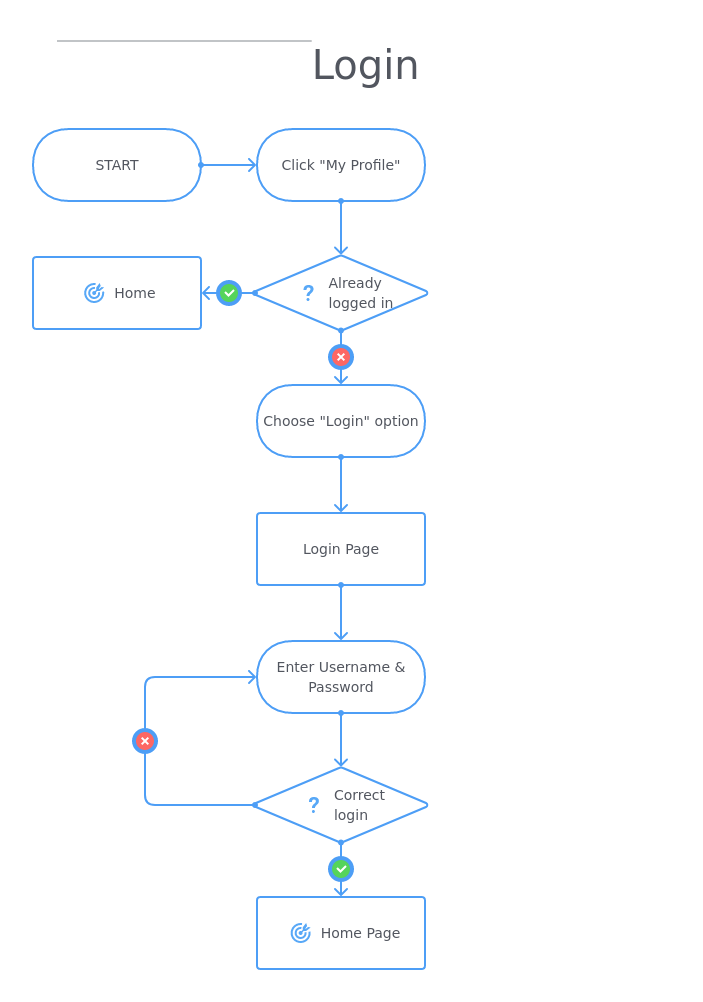 Login
START
Click "My Profile"
Home
? Already
logged in
Choose "Login" option
Login Page
Enter Username &
Password
? Correct
login
Home Page